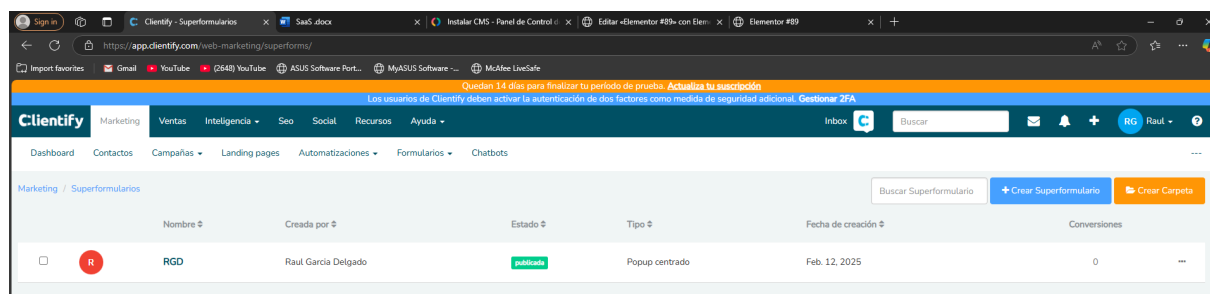 Sign in
Clientify - Superformularios
SaaS .docx
Instalar CMS - Panel de Control d
Editar «Elementor #89» con Elem
Elementor #89
https://app.clientify.com/web-marketing/superforms/
Import favorites
Gmail
YouTube
(2648) YouTube
ASUS Software Port...
MyASUS Software -...
McAfee LiveSafe
Quedan 14 días para finalizar tu periodo de prueba. Actualiza tu suscripción
Los usuarios de Clientify deben activar la autenticación de dos factores como medida de seguridad adicional. Gestionar 2FA
Clientify Marketing Ventas Inteligencia Seo Social Recursos Ayuda Inbox Buscar RG Raul
Dashboard Contactos Campañas Landing pages Automatizaciones Formularios Chatbots
Marketing / Superformularios Buscar Superformulario + Crear Superformulario Crear Carpeta
Nombre Creada por Estado Tipo Fecha de creación Conversiones
R RGD Raul Garcia Delgado publicada Popup centrado Feb. 12, 2025 0